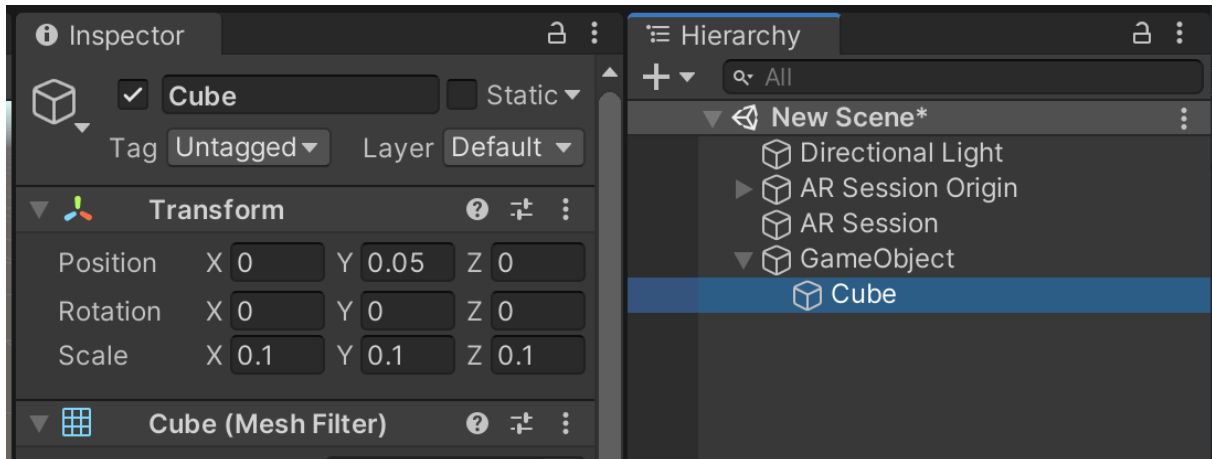 Inspector
Cube Static
Tag Untagged Layer Default
Transform
Position X 0 Y 0.05 Z 0
Rotation X 0 Y 0 Z 0
Scale X 0.1 Y 0.1 Z 0.1
Cube (Mesh Filter)
Hierarchy
All
New Scene*
Directional Light
AR Session Origin
AR Session
GameObject
Cube